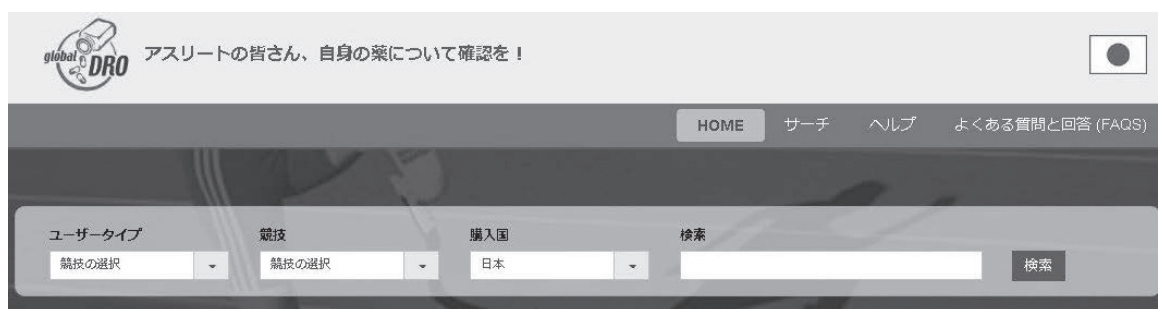 global DRO
アスリートの皆さん、自身の薬について確認を！
HOME サーチ ヘルプ よくある質問と回答 (FAQS)
ユーザータイプ 競技 購入国 検索
競技の選択 競技の選択 日本 検索